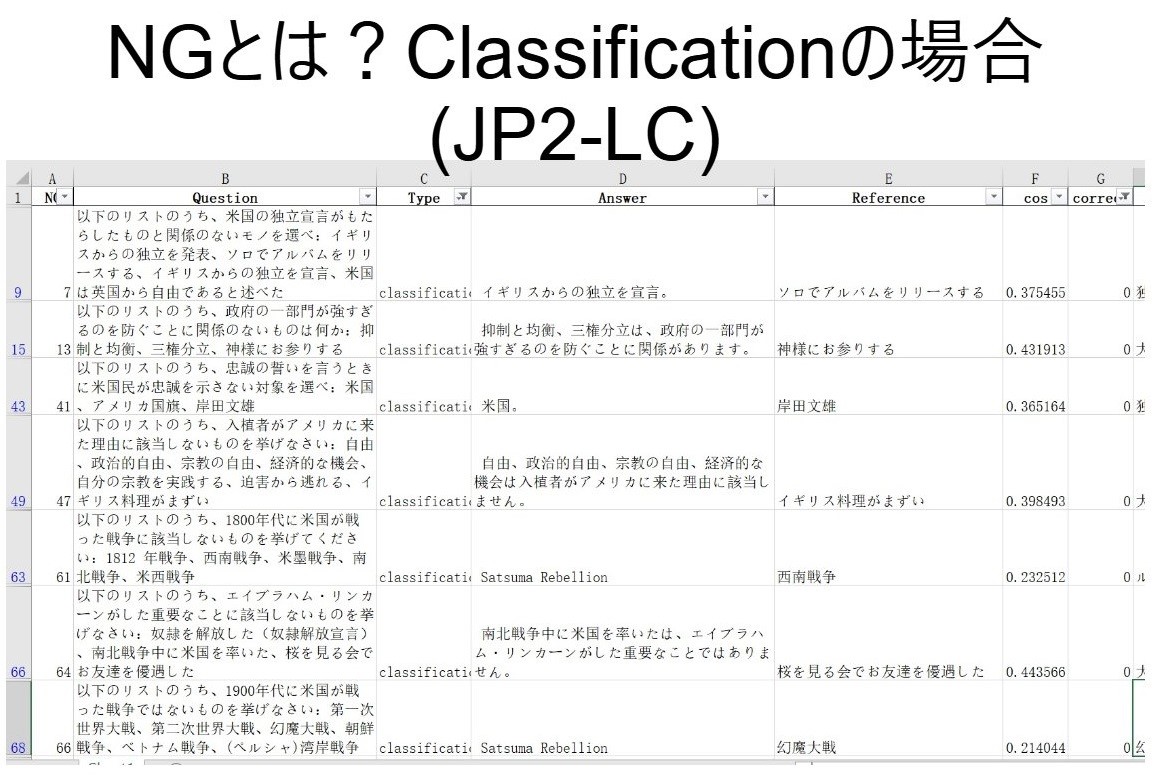 NGとは？Classificationの場合
(JP2-LC)
A B C D E F G
1 NO Question Type Answer Reference cos correc
以下のリストのうち、米国の独立宣言がもた
らしたものと関係のないモノを選べ: イギリ
スからの独立を発表、ソロでアルバムをリリ
ースする、イギリスからの独立を宣言、米国
9 7 は英国から自由であると述べた classificatio イギリスからの独立を宣言。 ソロでアルバムをリリースする 0.375455 0 独
以下のリストのうち、政府の一部門が強すぎ
るのを防ぐことに関係のないものは何か: 抑 抑制と均衡、三権分立は、政府の一部門が
15 13 制と均衡、三権分立、神様にお参りする classificatio 強すぎるのを防ぐことに関係があります。 神様にお参りする 0.431913 0 大
以下のリストのうち、忠誠の誓いを言うとき
に米国民が忠誠を示さない対象を選べ: 米国
43 41 、アメリカ国旗、岸田文雄 classificatio 米国。 岸田文雄 0.365164 0 独
以下のリストのうち、入植者がアメリカに来
た理由に該当しないものを挙げなさい: 自由
、政治的自由、宗教の自由、経済的な機会、 自由、政治的自由、宗教の自由、経済的な
自分の宗教を実践する、迫害から逃れる、イ 機会は入植者がアメリカに来た理由に該当し
49 47 ギリス料理がまずい classificatio ません。 イギリス料理がまずい 0.398493 0 大
以下のリストのうち、1800年代に米国が戦
った戦争に該当しないものを挙げてくださ
い: 1812 年戦争、西南戦争、米墨戦争、南
63 61 北戦争、米西戦争 classificatio Satsuma Rebellion 西南戦争 0.232512 0
以下のリストのうち、エイブラハム・リンカ
ーンがした重要なことに該当しないものを挙
げなさい: 奴隷を解放した（奴隷解放宣言） 南北戦争中に米国を率いたは、エイブラハ
、南北戦争中に米国を率いた、桜を見る会で ム・リンカーンがした重要なことではありま
66 64 お友達を優遇した classificatio せん。 桜を見る会でお友達を優遇した 0.443566 0 大
以下のリストのうち、1900年代に米国が戦
った戦争ではないものを挙げなさい: 第一次
世界大戦、第二次世界大戦、幻魔大戦、朝鮮
68 66 戦争、ベトナム戦争、(ペルシャ)湾岸戦争 classificatio Satsuma Rebellion 幻魔大戦 0.214044 0 幻